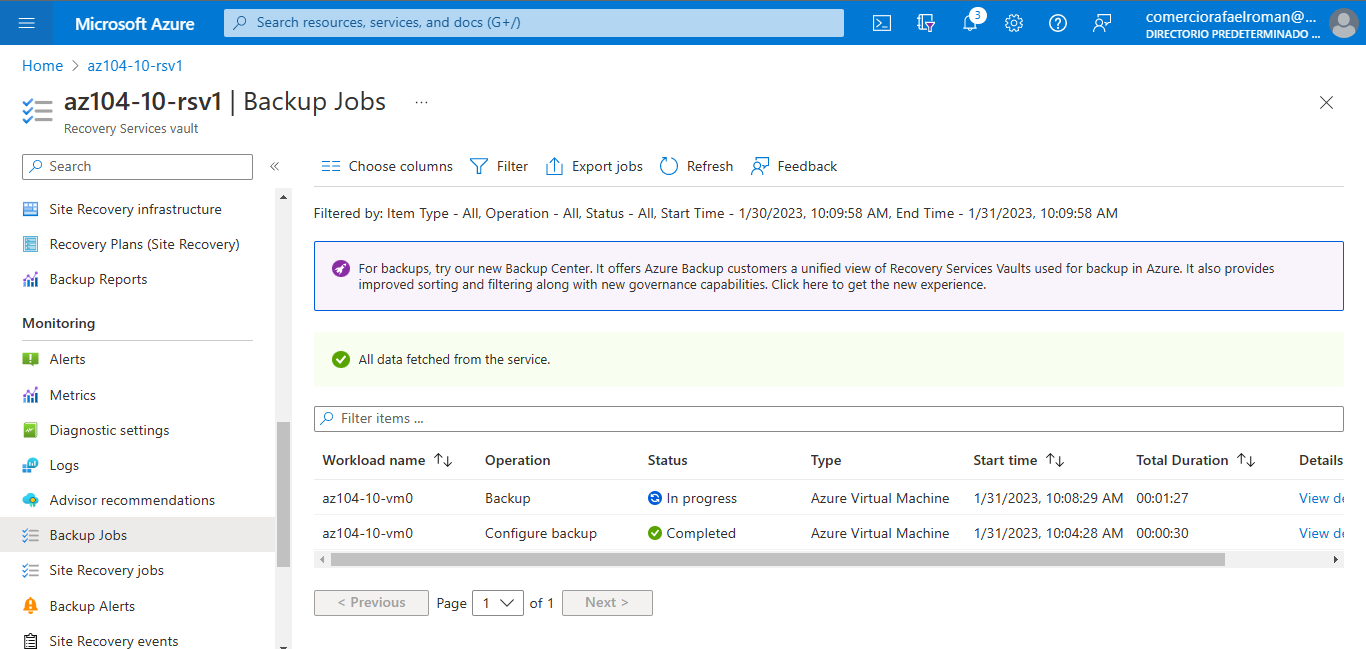 Microsoft Azure
Search resources, services, and docs (G+/)
3
comerciorafaelroman@...
DIRECTORIO PREDETERMINADO ...
Home > az104-10-rsv1
az104-10-rsv1 | Backup Jobs ...
Recovery Services vault
Search
«
Choose columns Filter Export jobs Refresh Feedback
Site Recovery infrastructure
Recovery Plans (Site Recovery)
Backup Reports
Monitoring
Alerts
Metrics
Diagnostic settings
Logs
Advisor recommendations
Backup Jobs
Site Recovery jobs
Backup Alerts
Site Recovery events
Filtered by: Item Type - All, Operation - All, Status - All, Start Time - 1/30/2023, 10:09:58 AM, End Time - 1/31/2023, 10:09:58 AM
For backups, try our new Backup Center. It offers Azure Backup customers a unified view of Recovery Services Vaults used for backup in Azure. It also provides
improved sorting and filtering along with new governance capabilities. Click here to get the new experience.
All data fetched from the service.
Filter items ...
Workload name Operation Status Type Start time Total Duration Details
az104-10-vm0 Backup In progress Azure Virtual Machine 1/31/2023, 10:08:29 AM 00:01:27 View de
az104-10-vm0 Configure backup Completed Azure Virtual Machine 1/31/2023, 10:04:28 AM 00:00:30 View de
< Previous Page 1 of 1 Next >